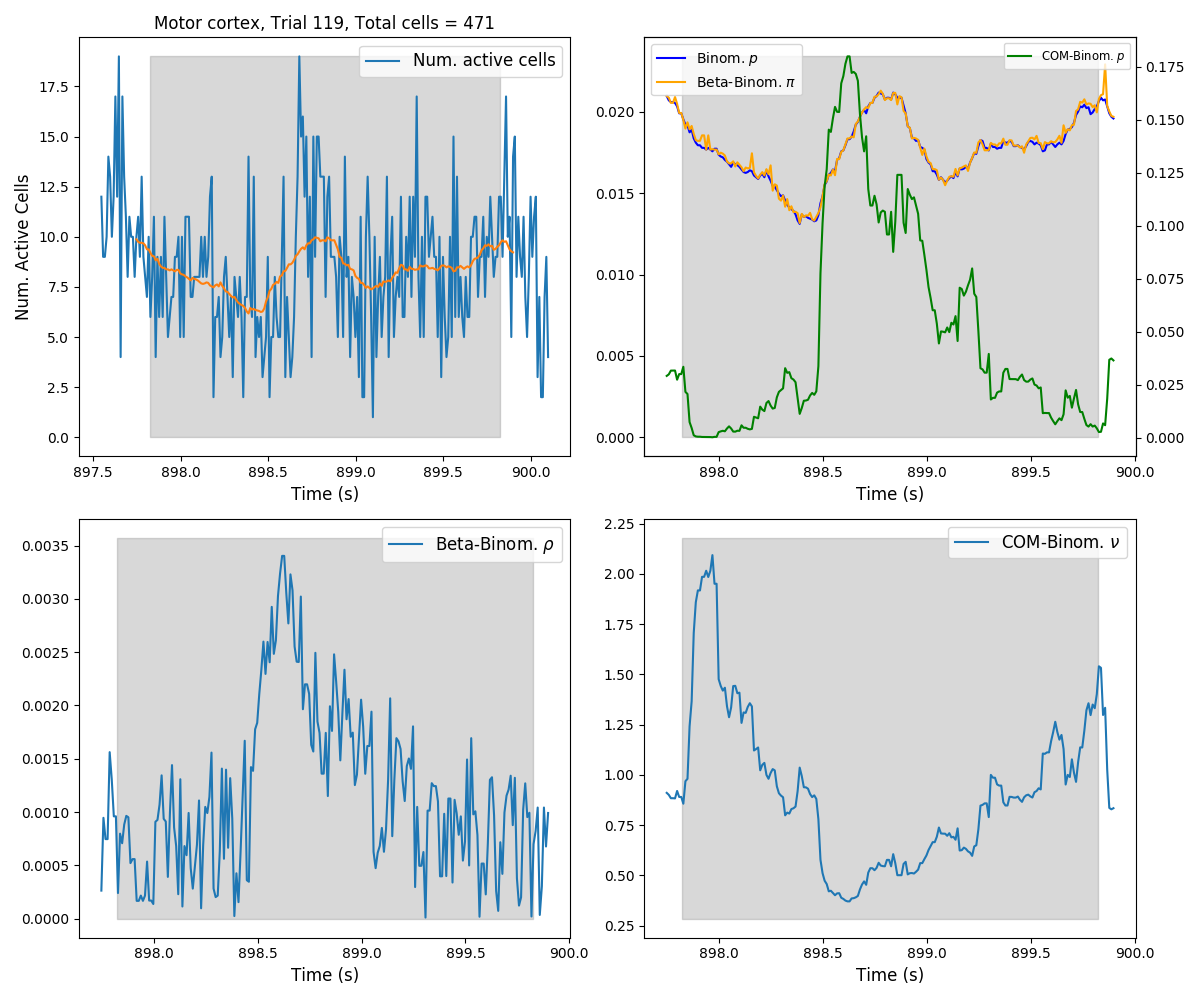 Motor cortex, Trial 119, Total cells = 471
Num. active cells
Num. Active Cells
17.5
15.0
12.5
10.0
7.5
5.0
2.5
0.0
897.5 898.0 898.5 899.0 899.5 900.0
Time (s)
Binom. p
Beta-Binom. π
COM-Binom. p
0.020
0.015
0.010
0.005
0.000
0.175
0.150
0.125
0.100
0.075
0.050
0.025
0.000
898.0 898.5 899.0 899.5 900.0
Time (s)
Beta-Binom. ρ
0.0035
0.0030
0.0025
0.0020
0.0015
0.0010
0.0005
0.0000
898.0 898.5 899.0 899.5 900.0
Time (s)
COM-Binom. ν
2.25
2.00
1.75
1.50
1.25
1.00
0.75
0.50
0.25
898.0 898.5 899.0 899.5 900.0
Time (s)